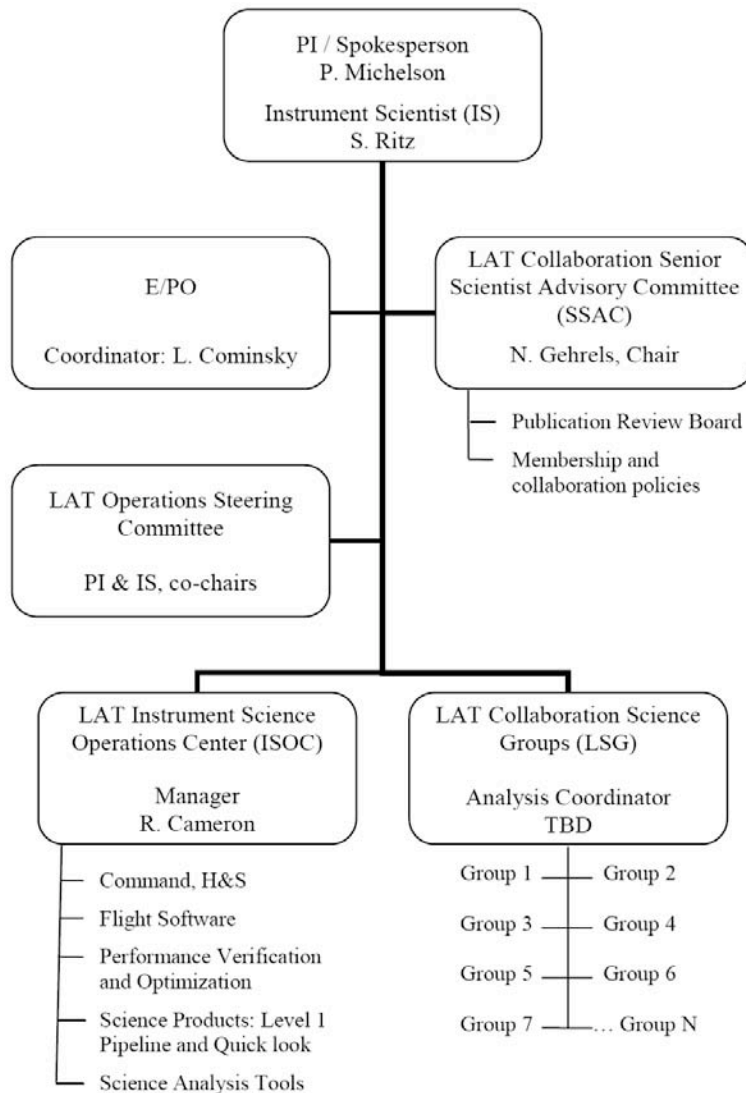 PI / Spokesperson
P. Michelson
Instrument Scientist (IS)
S. Ritz
E/PO
Coordinator: L. Cominsky
LAT Collaboration Senior
Scientist Advisory Committee
(SSAC)
N. Gehrels, Chair
Publication Review Board
Membership and
collaboration policies
LAT Operations Steering
Committee
PI & IS, co-chairs
LAT Instrument Science
Operations Center (ISOC)
Manager
R. Cameron
Command, H&S
Flight Software
Performance Verification
and Optimization
Science Products: Level 1
Pipeline and Quick look
Science Analysis Tools
LAT Collaboration Science
Groups (LSG)
Analysis Coordinator
TBD
Group 1
Group 2
Group 3
Group 4
Group 5
Group 6
Group 7
... Group N